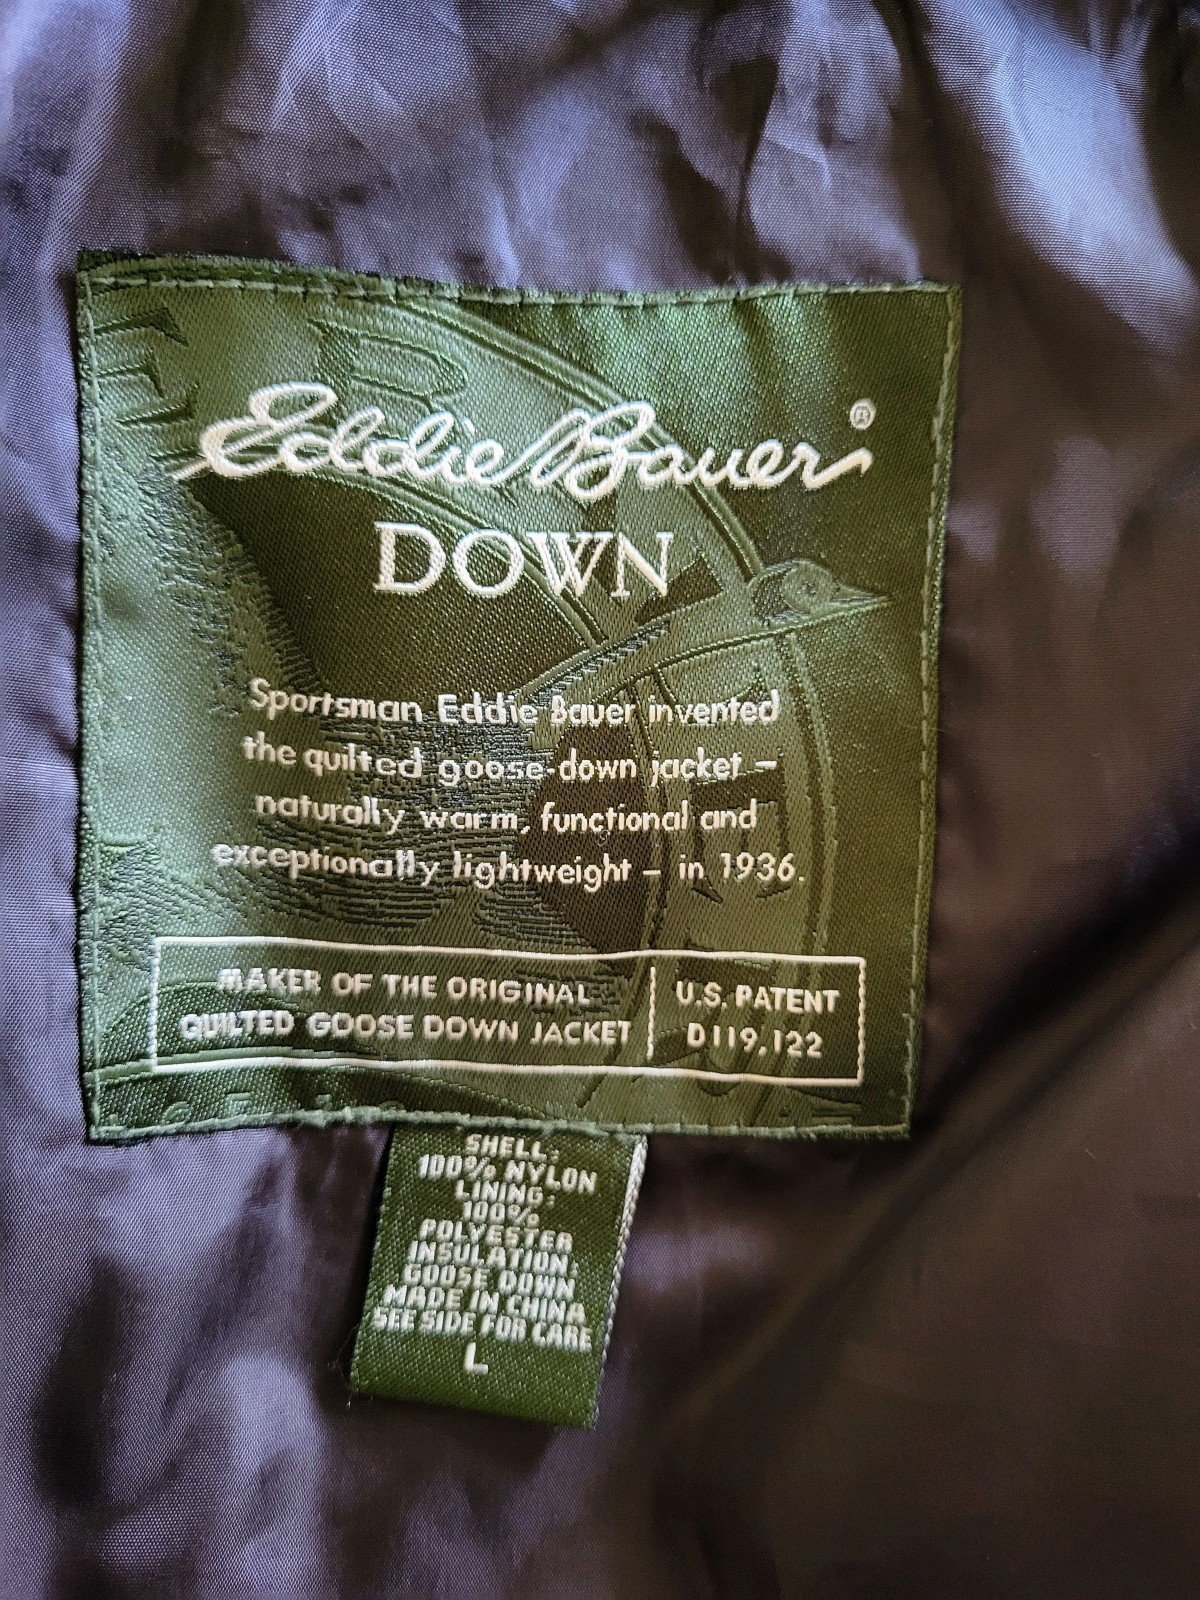 Eddie Bauer®
DOWN
Sportsman Eddie Bauer invented
the quilted goose-down jacket –
naturally warm, functional and
exceptionally lightweight – in 1936.
MAKER OF THE ORIGINAL
QUILTED GOOSE DOWN JACKET
U.S. PATENT
D119,122
SHELL:
100% NYLON
LINING:
100%
POLYESTER
INSULATION:
GOOSE DOWN
MADE IN CHINA
SEE SIDE FOR CARE
L